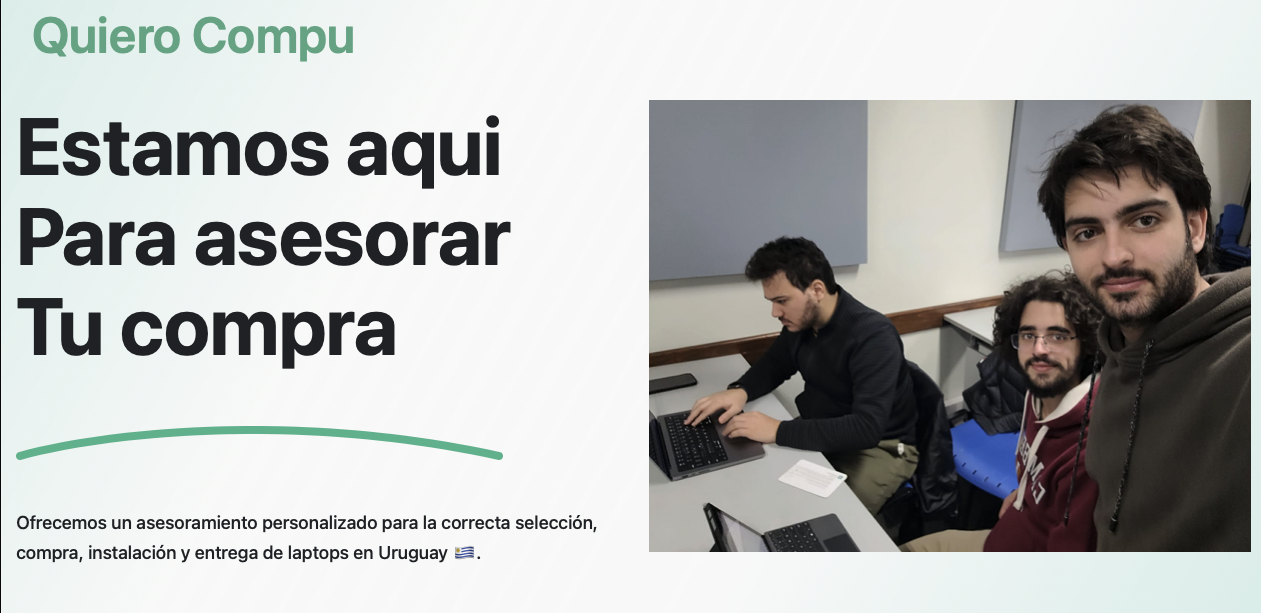 Quiero Compu
Estamos aqui
Para asesorar
Tu compra
Ofrecemos un asesoramiento personalizado para la correcta selección,
compra, instalación y entrega de laptops en Uruguay 🇺🇾.